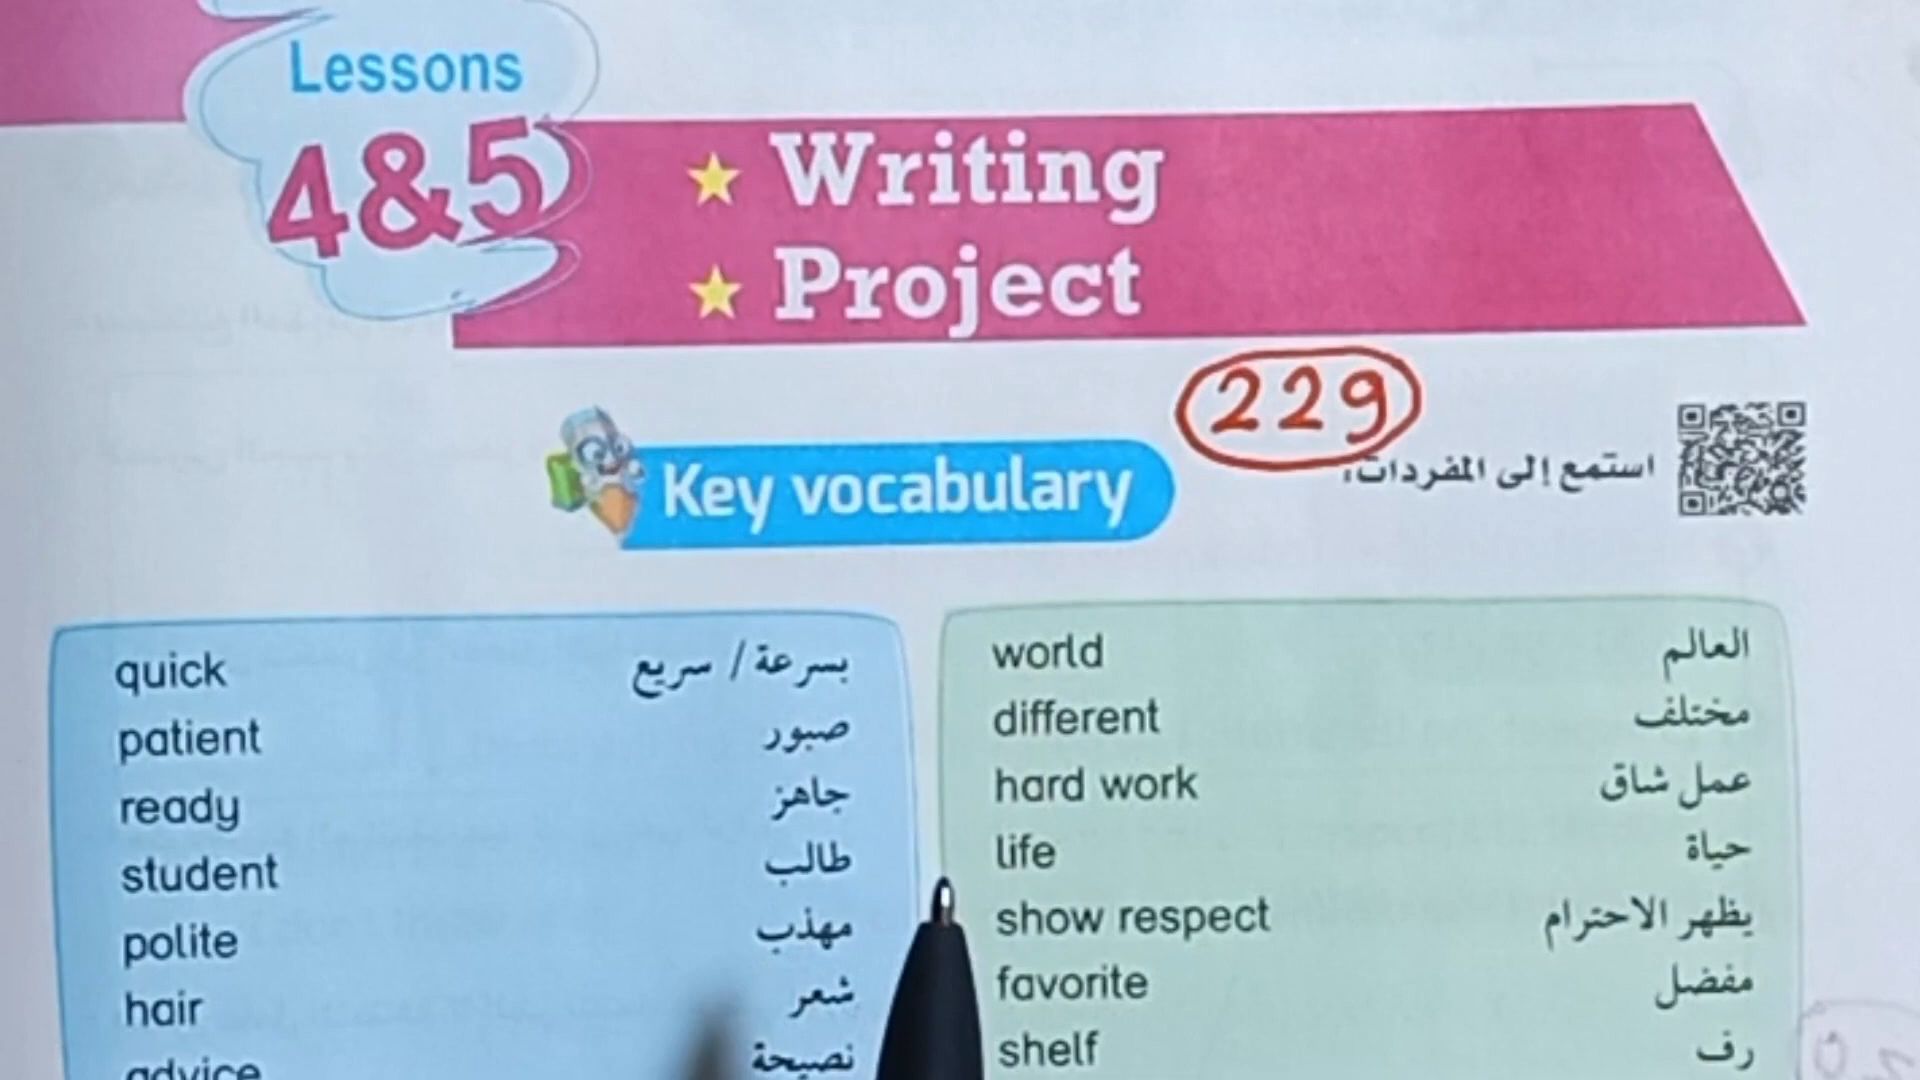 Lessons
4&5
Writing
Project
229
استمع إلى المفردات:
Key vocabulary
quick بسرعة / سريع
patient صبور
ready جاهز
student طالب
polite مهذب
hair شعر
advice نصيحة
world العالم
different مختلف
hard work عمل شاق
life حياة
show respect يظهر الاحترام
favorite مفضل
shelf رف